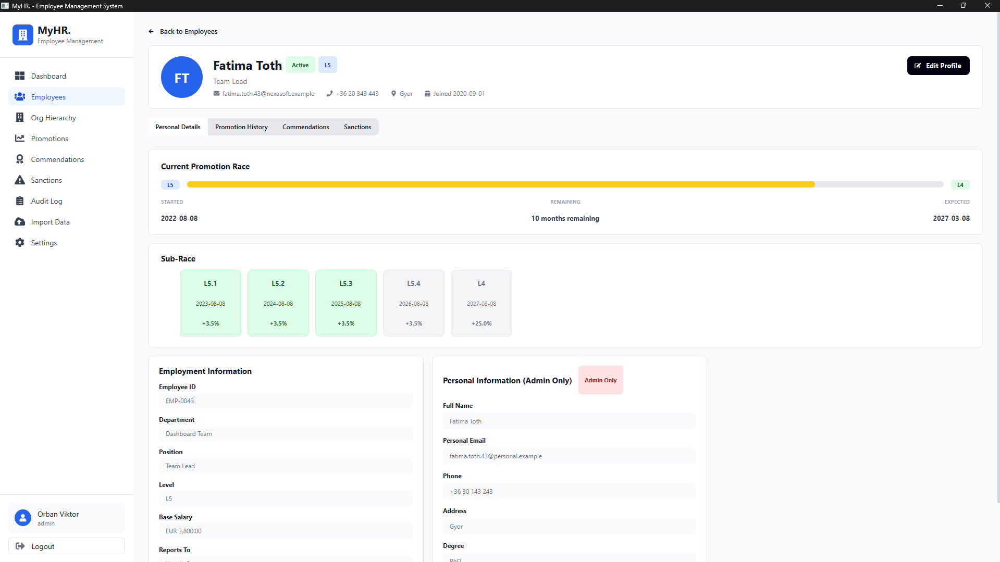 MyHR. - Employee Management System
MyHR.
Employee Management
Dashboard
Employees
Org Hierarchy
Promotions
Commendations
Sanctions
Audit Log
Import Data
Settings
Orban Viktor
admin
Logout
Back to Employees
FT
Fatima Toth Active L5
Team Lead
fatima.toth.43@nexasoft.example +36 20 343 443 Gyor Joined 2020-09-01
Edit Profile
Personal Details Promotion History Commendations Sanctions
Current Promotion Race
L5 L4
STARTED REMAINING EXPECTED
2022-08-08 10 months remaining 2027-03-08
Sub-Race
L5.1 L5.2 L5.3 L5.4 L4
2023-08-08 2024-08-08 2025-08-08 2026-08-08 2027-03-08
+3.5% +3.5% +3.5% +3.5% +25.0%
Employment Information
Employee ID
EMP-0043
Department
Dashboard Team
Position
Team Lead
Level
L5
Base Salary
EUR 3,800.00
Reports To
Personal Information (Admin Only) Admin Only
Full Name
Fatima Toth
Personal Email
fatima.toth.43@personal.example
Phone
+36 30 143 243
Address
Gyor
Degree
PhD